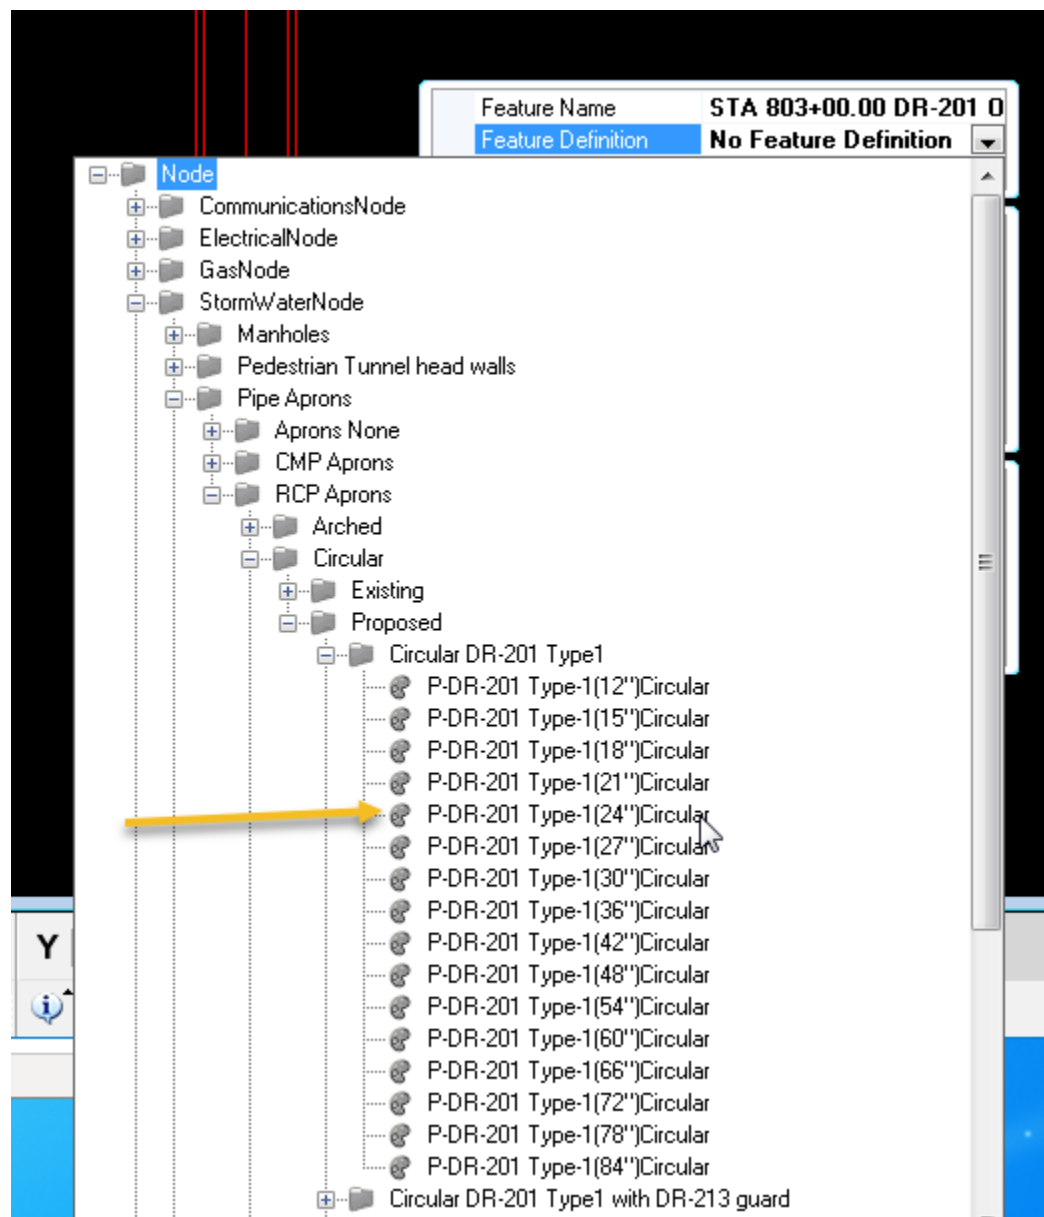 Feature Name STA 803+00.00 DR-201 O
Feature Definition No Feature Definition
Node
CommunicationsNode
ElectricalNode
GasNode
StormWaterNode
Manholes
Pedestrian Tunnel head walls
Pipe Aprons
Aprons None
CMP Aprons
RCP Aprons
Arched
Circular
Existing
Proposed
Circular DR-201 Type1
P-DR-201 Type-1(12")Circular
P-DR-201 Type-1(15")Circular
P-DR-201 Type-1(18")Circular
P-DR-201 Type-1(21")Circular
P-DR-201 Type-1(24")Circular
P-DR-201 Type-1(27")Circular
P-DR-201 Type-1(30")Circular
P-DR-201 Type-1(36")Circular
P-DR-201 Type-1(42")Circular
Y
P-DR-201 Type-1(48")Circular
P-DR-201 Type-1(54")Circular
P-DR-201 Type-1(60")Circular
P-DR-201 Type-1(66")Circular
P-DR-201 Type-1(72")Circular
P-DR-201 Type-1(78")Circular
P-DR-201 Type-1(84")Circular
Circular DR-201 Type1 with DR-213 guard